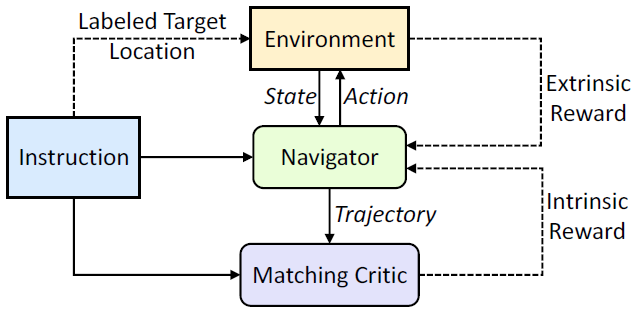 Labeled Target
Location
Environment
State
Action
Extrinsic
Reward
Instruction
Navigator
Intrinsic
Reward
Trajectory
Matching Critic